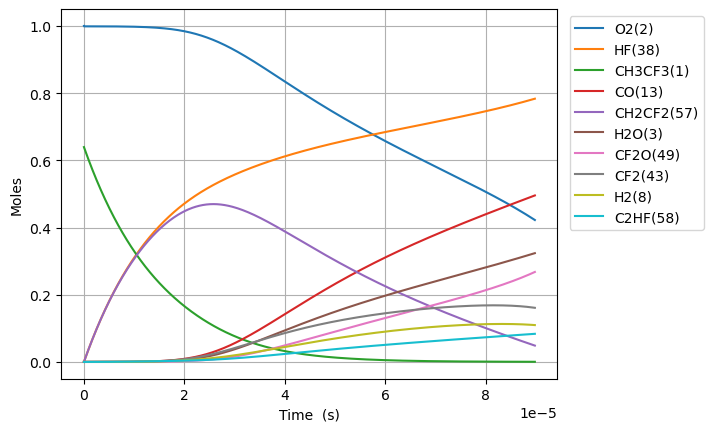 1.0
0.8
0.6
0.4
0.2
0.0
Moles
0
2
4
6
8
1e−5
Time  (s)
O2(2)
HF(38)
CH3CF3(1)
CO(13)
CH2CF2(57)
H2O(3)
CF2O(49)
CF2(43)
H2(8)
C2HF(58)